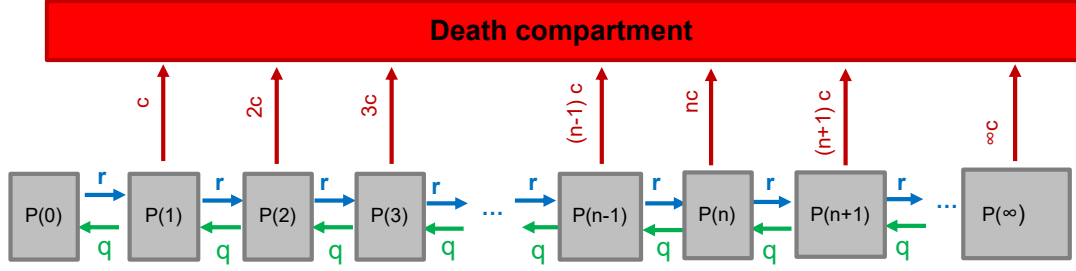 Death compartment
c
2c
3c
(n-1) c
nc
(n+1) c
∞c
r r r r r r r r
P(0) P(1) P(2) P(3) ... P(n-1) P(n) P(n+1) ... P(∞)
q q q q q q q q